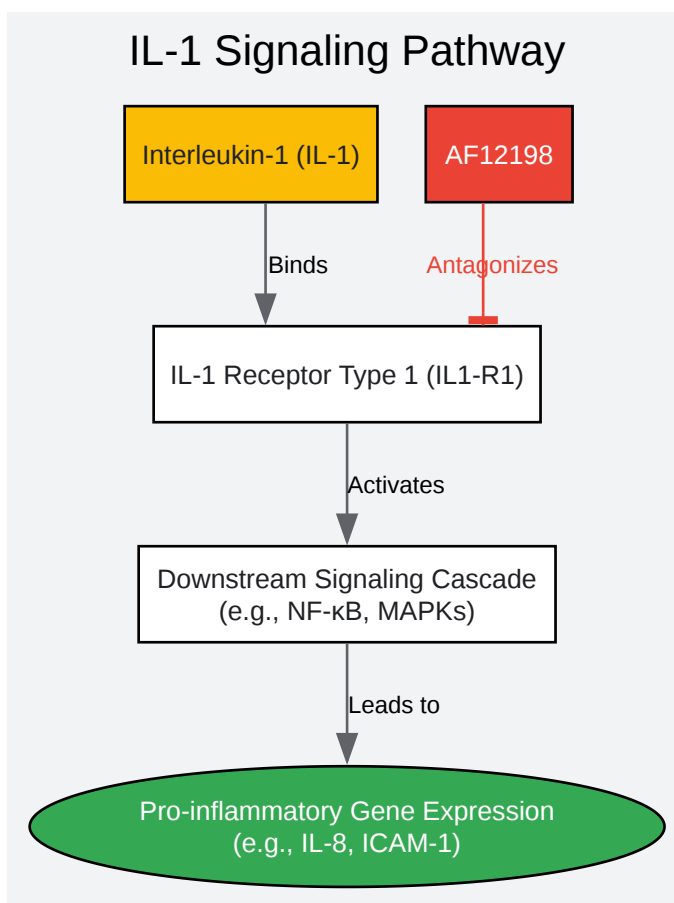 IL-1 Signaling Pathway
Interleukin-1 (IL-1)
AF12198
Binds
Antagonizes
IL-1 Receptor Type 1 (IL1-R1)
Activates
Downstream Signaling Cascade
(e.g., NF-κB, MAPKs)
Leads to
Pro-inflammatory Gene Expression
(e.g., IL-8, ICAM-1)